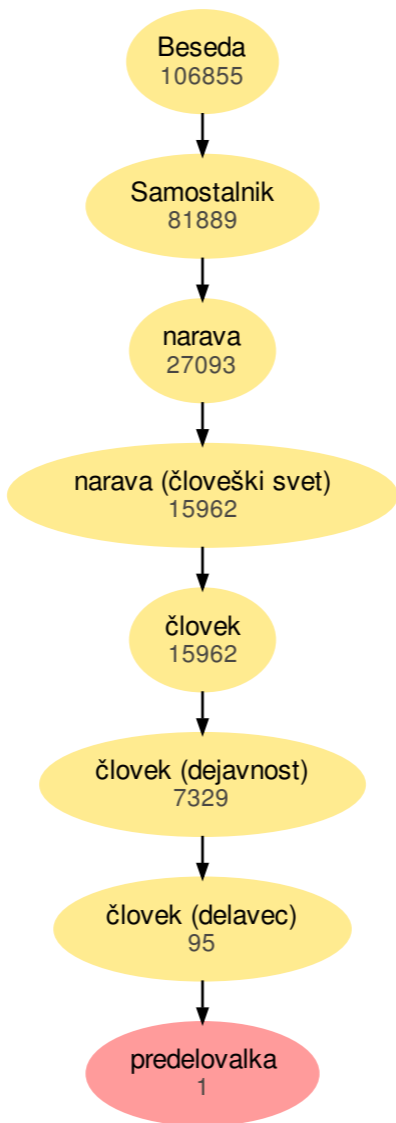 Beseda
106855
Samostalnik
81889
narava
27093
narava (človeški svet)
15962
človek
15962
človek (dejavnost)
7329
človek (delavec)
95
predelovalka
1